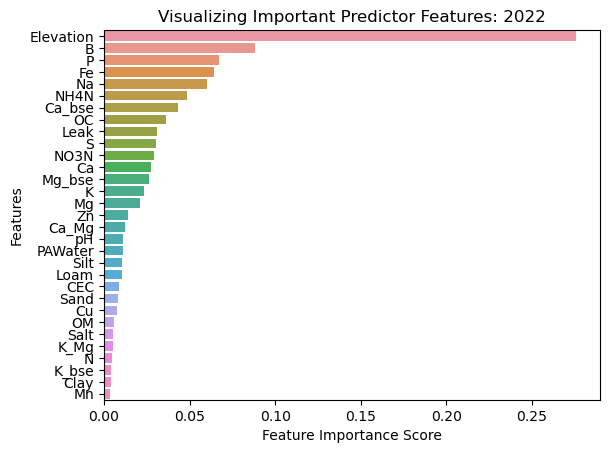 Visualizing Important Predictor Features: 2022
Elevation
B
P
Fe
Na
NH4N
Ca_bse
OC
Leak
S
NO3N
Ca
Mg_bse
K
Mg
Zn
Ca_Mg
pH
PAWater
Silt
Loam
CEC
Sand
Cu
OM
Salt
K_Mg
N
K_bse
Clay
Mn
Features
0.00 0.05 0.10 0.15 0.20 0.25
Feature Importance Score